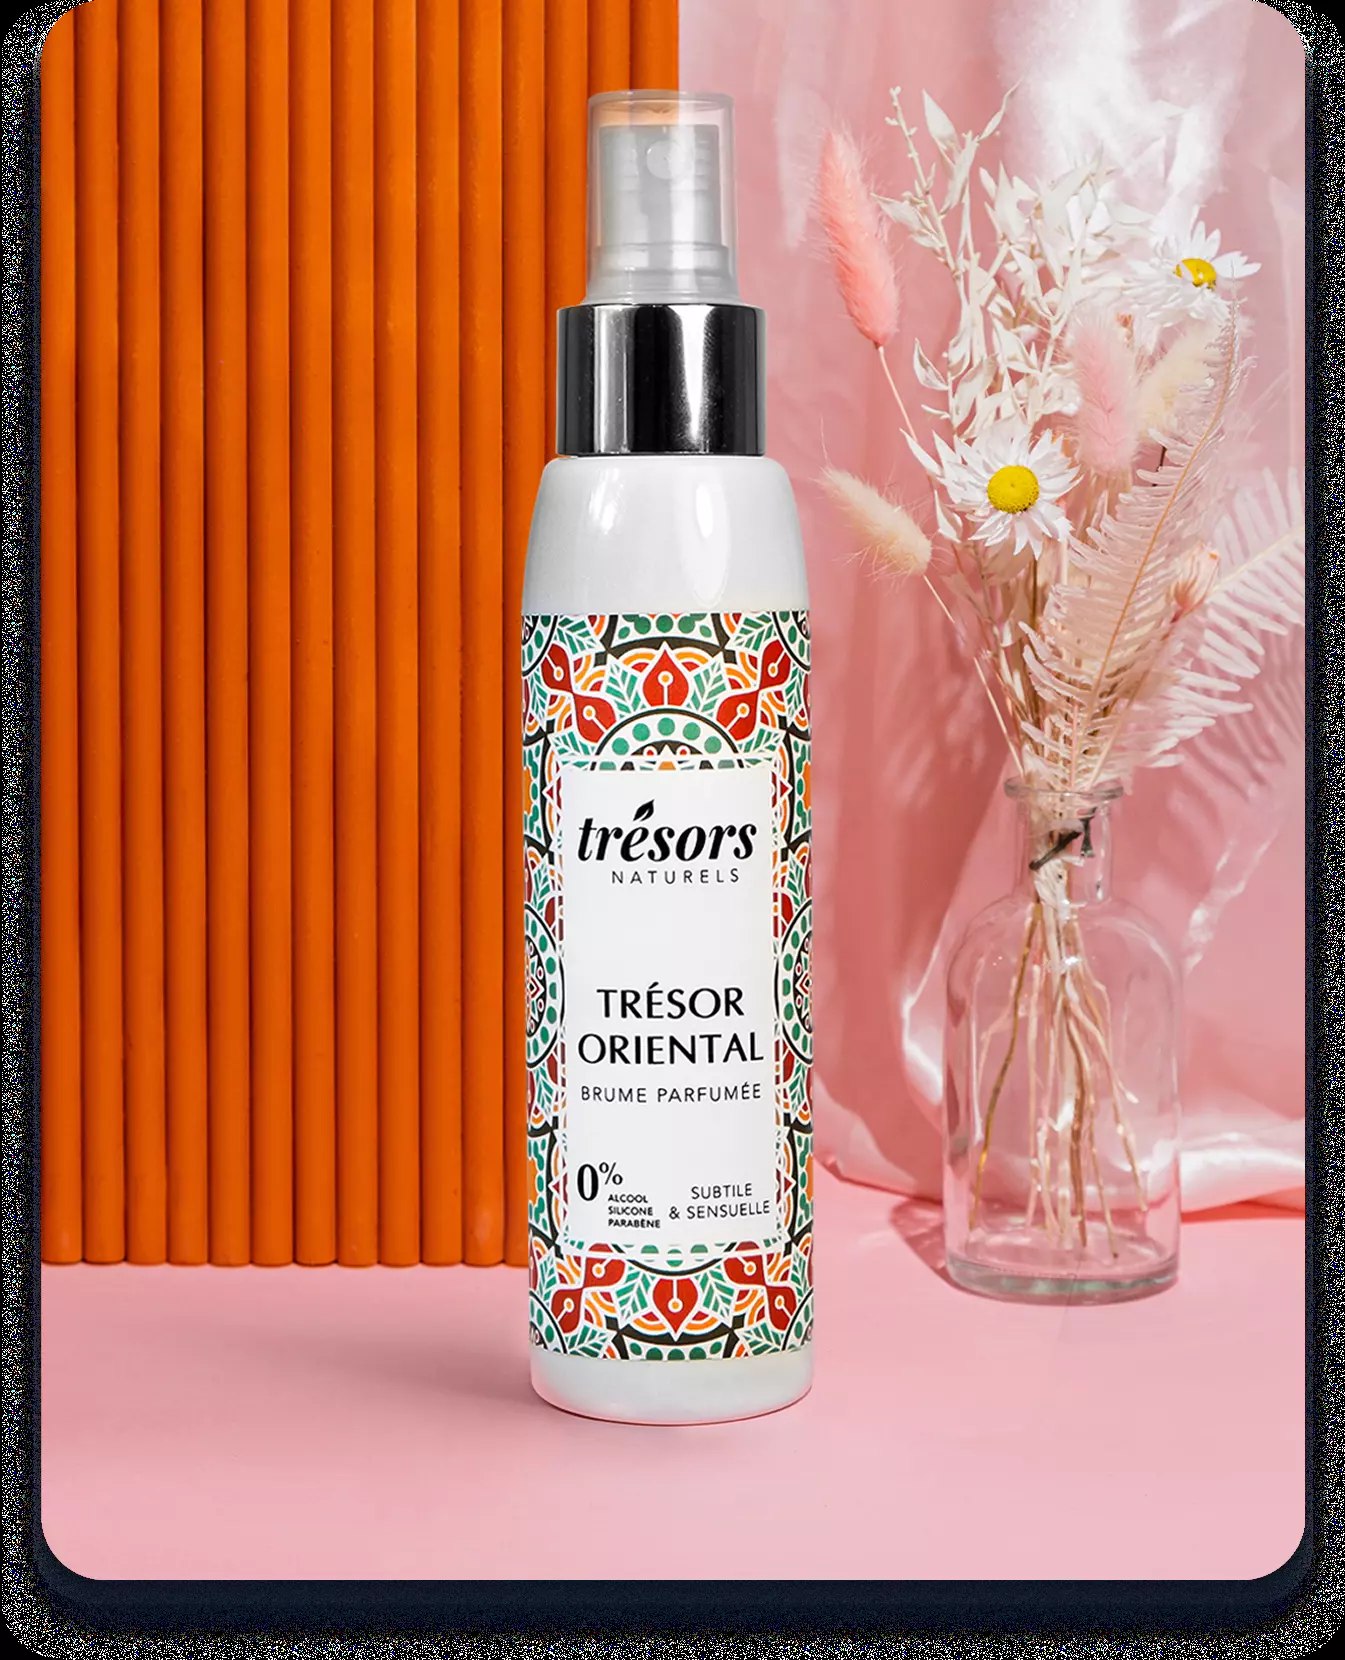 trésors
NATURELS
TRÉSOR
ORIENTAL
BRUME PARFUMÉE
0%
ALCOOL
SILICONE
PARABÈNE
SUBTILE
& SENSUELLE